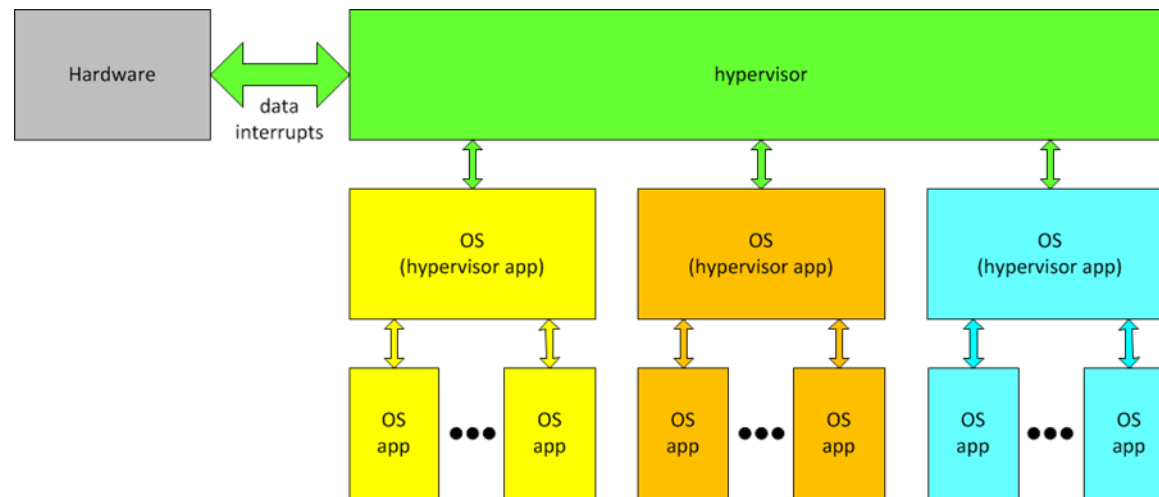 Hardware
data
interrupts
hypervisor
OS
(hypervisor app)
OS
(hypervisor app)
OS
(hypervisor app)
OS
app
OS
app
OS
app
OS
app
OS
app
OS
app